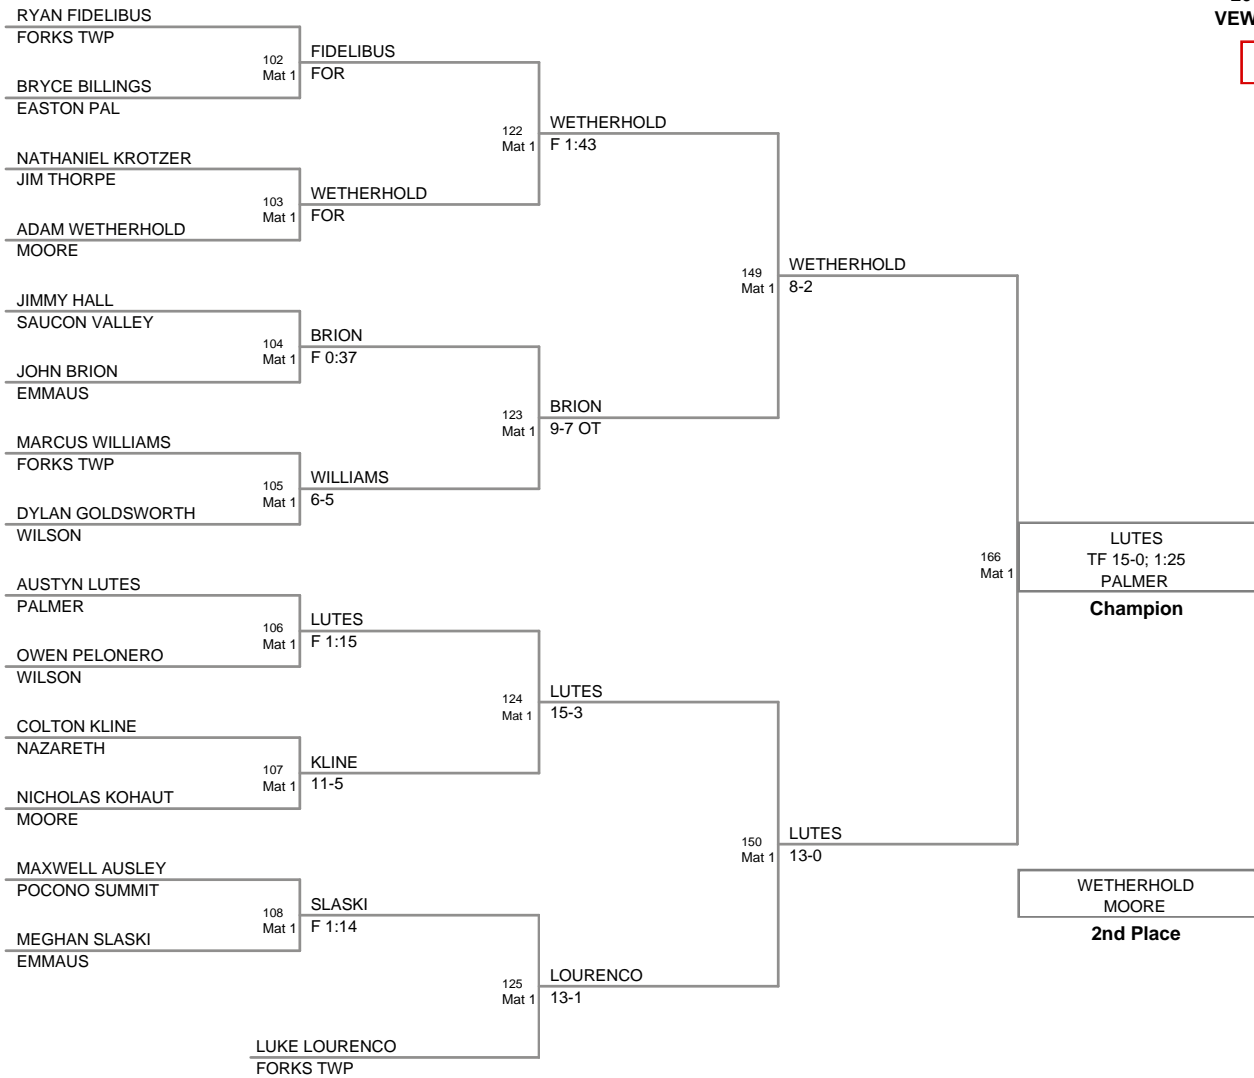 VEW
RYAN FIDELIBUS
FORKS TWP
102
Mat 1
FIDELIBUS
FOR
BRYCE BILLINGS
EASTON PAL
122
Mat 1
WETHERHOLD
F 1:43
NATHANIEL KROTZER
JIM THORPE
103
Mat 1
WETHERHOLD
FOR
ADAM WETHERHOLD
MOORE
149
Mat 1
WETHERHOLD
8-2
JIMMY HALL
SAUCON VALLEY
104
Mat 1
BRION
F 0:37
JOHN BRION
EMMAUS
123
Mat 1
BRION
9-7 OT
MARCUS WILLIAMS
FORKS TWP
105
Mat 1
WILLIAMS
6-5
DYLAN GOLDSWORTH
WILSON
166
Mat 1
LUTES
TF 15-0; 1:25
PALMER
Champion
AUSTYN LUTES
PALMER
106
Mat 1
LUTES
F 1:15
OWEN PELONERO
WILSON
124
Mat 1
LUTES
15-3
COLTON KLINE
NAZARETH
107
Mat 1
KLINE
11-5
NICHOLAS KOHAUT
MOORE
150
Mat 1
LUTES
13-0
MAXWELL AUSLEY
POCONO SUMMIT
108
Mat 1
SLASKI
F 1:14
MEGHAN SLASKI
EMMAUS
WETHERHOLD
MOORE
2nd Place
125
Mat 1
LOURENCO
13-1
LUKE LOURENCO
FORKS TWP